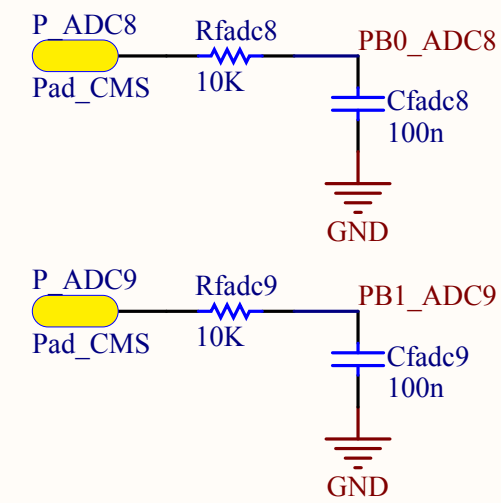 P_ADC8
Rfadc8
PB0_ADC8
Pad_CMS
10K
Cfadc8
100n
GND
P_ADC9
Rfadc9
PB1_ADC9
Pad_CMS
10K
Cfadc9
100n
GND